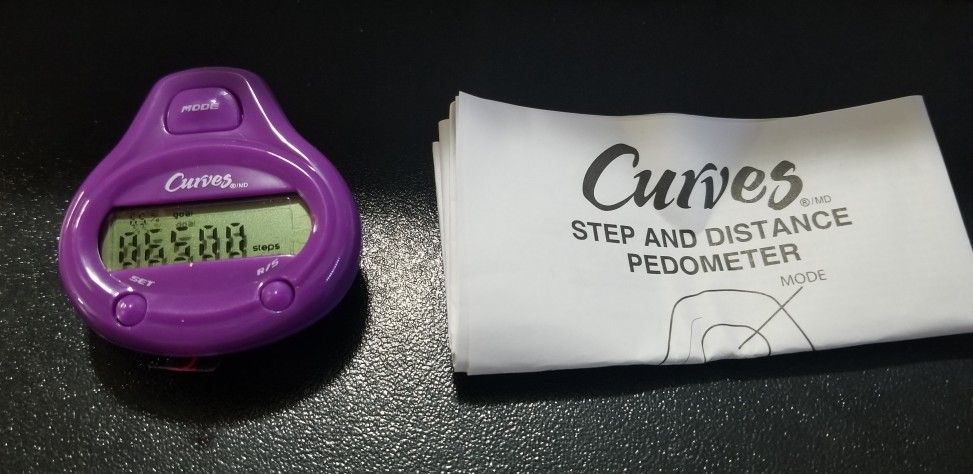 MODE
Curves®/MD
goal
06500 steps
SET R/S
Curves®/MD
STEP AND DISTANCE
PEDOMETER
MODE